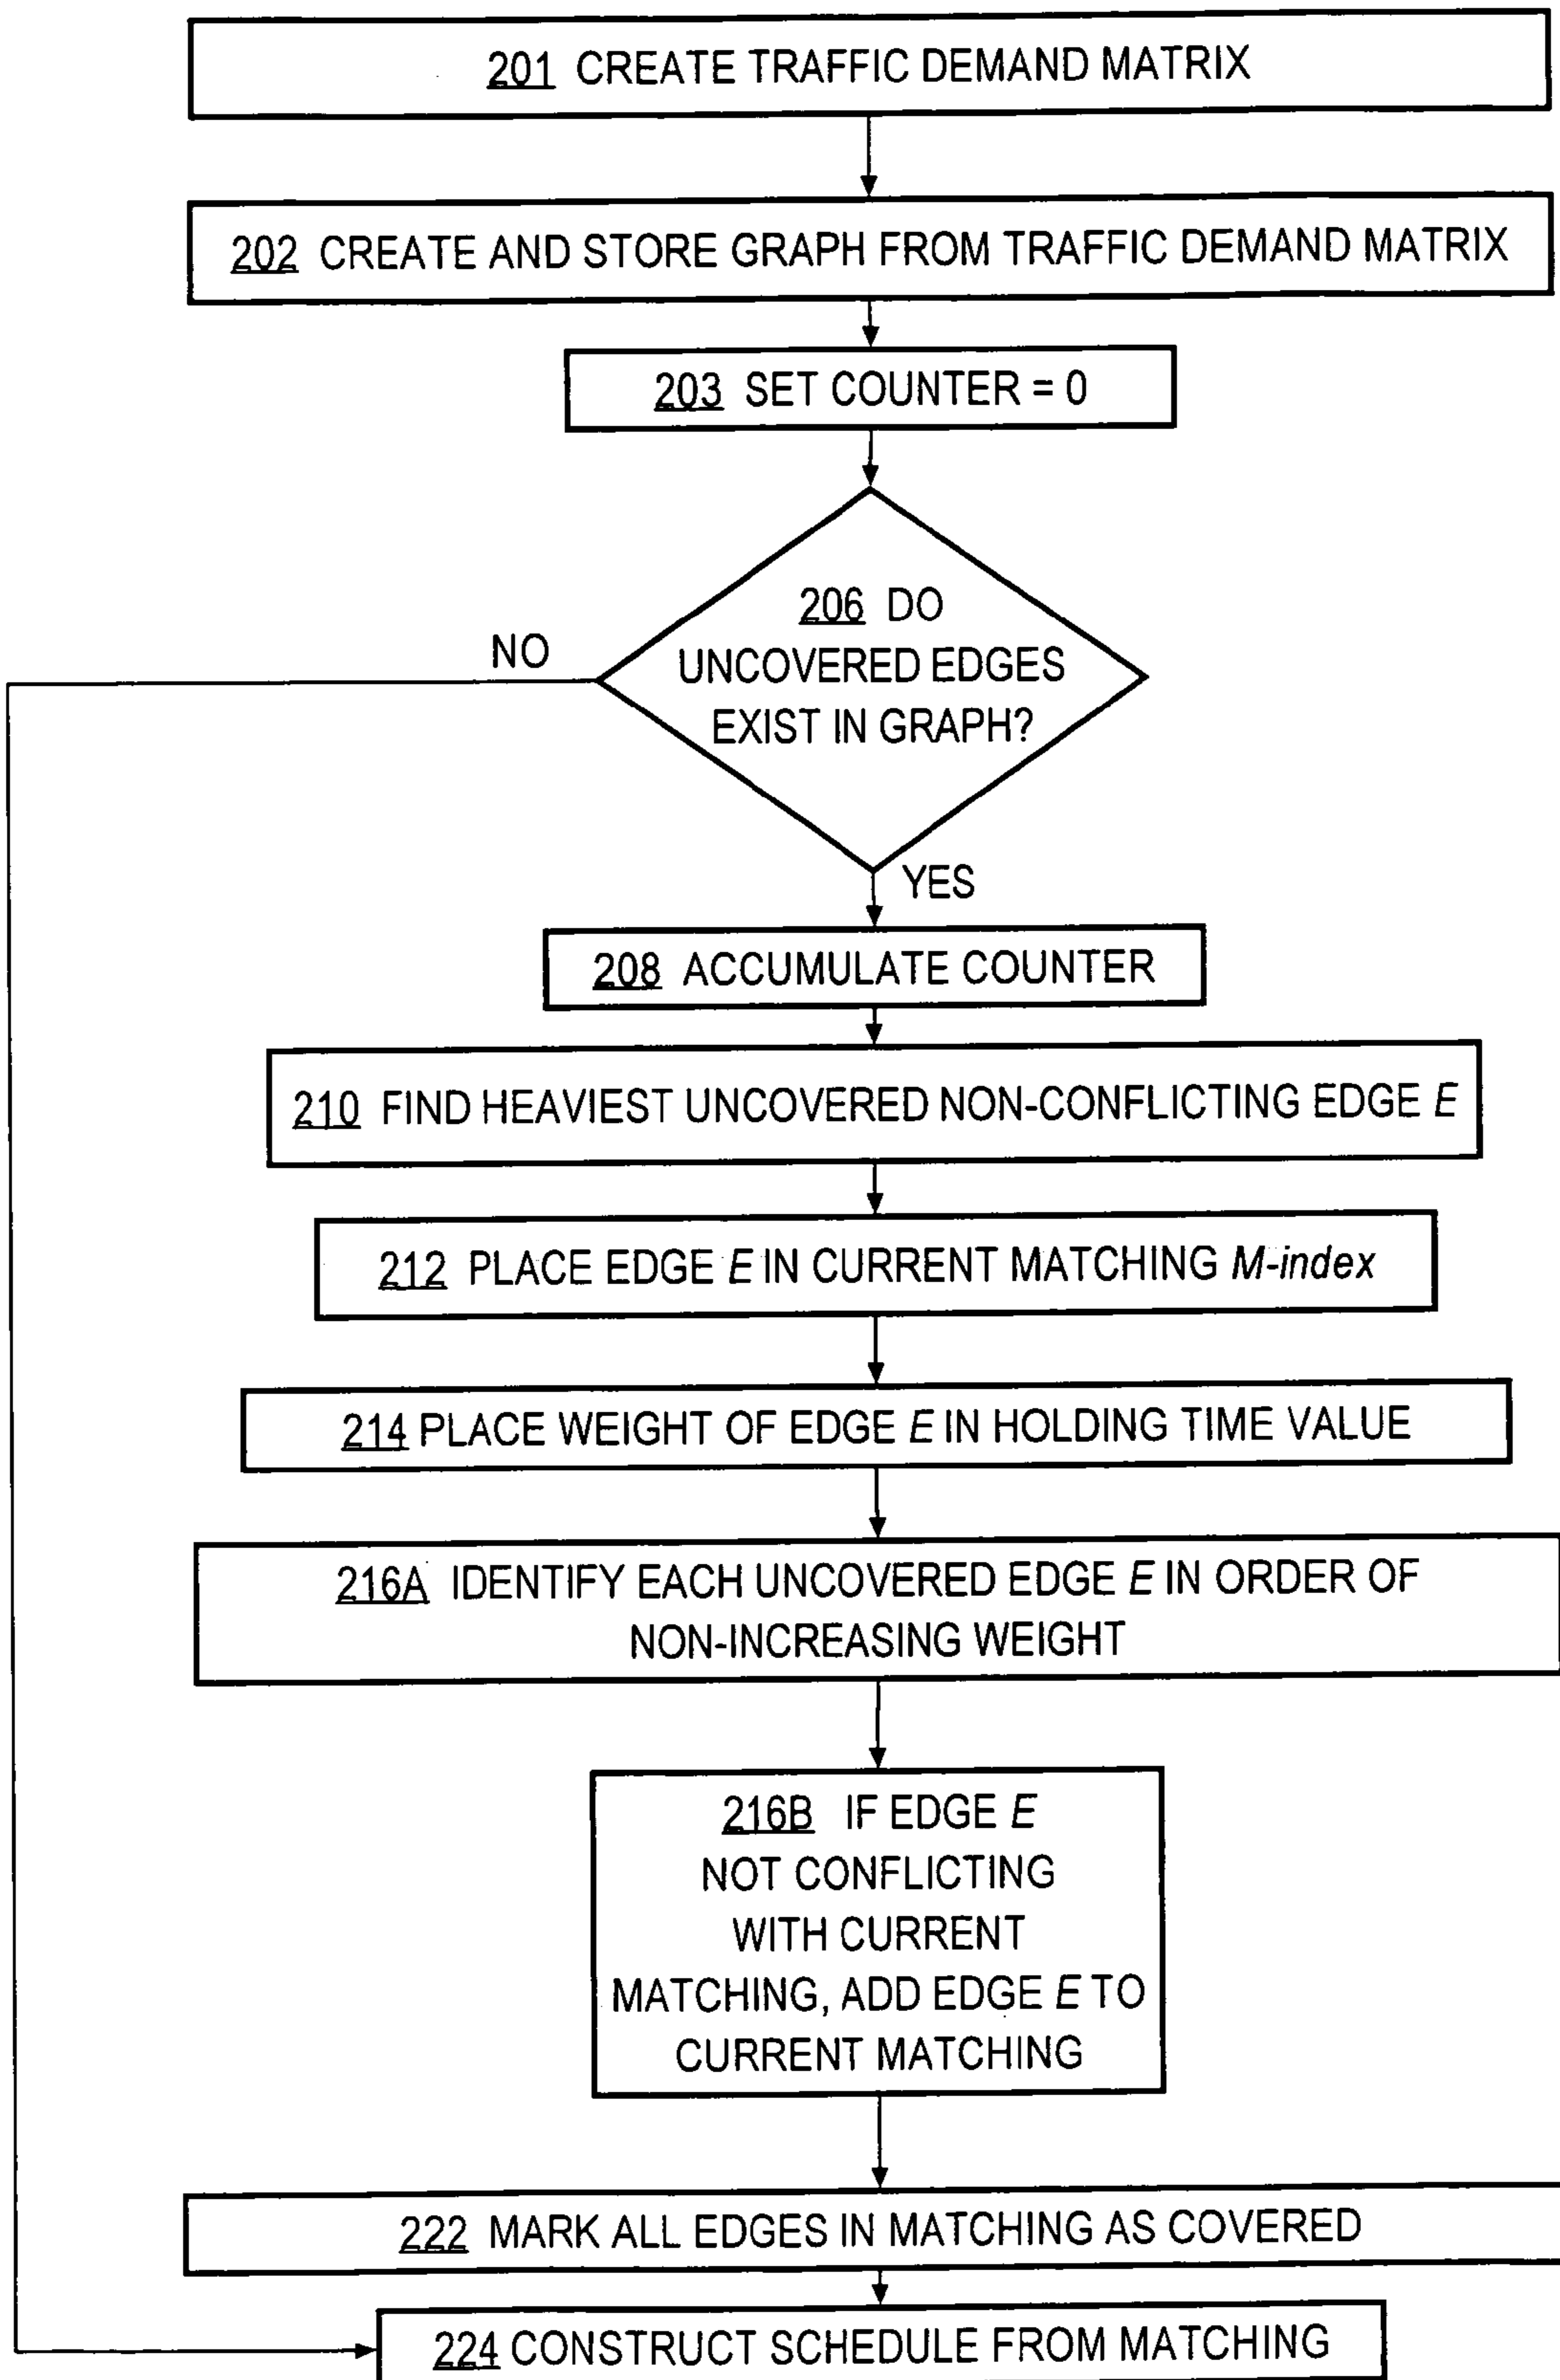 201 CREATE TRAFFIC DEMAND MATRIX
202 CREATE AND STORE GRAPH FROM TRAFFIC DEMAND MATRIX
203 SET COUNTER = 0
206 DO
UNCOVERED EDGES
EXIST IN GRAPH?
NO
YES
208 ACCUMULATE COUNTER
210 FIND HEAVIEST UNCOVERED NON-CONFLICTING EDGE E
212 PLACE EDGE E IN CURRENT MATCHING M-index
214 PLACE WEIGHT OF EDGE E IN HOLDING TIME VALUE
216A IDENTIFY EACH UNCOVERED EDGE E IN ORDER OF
NON-INCREASING WEIGHT
216B IF EDGE E
NOT CONFLICTING
WITH CURRENT
MATCHING, ADD EDGE E TO
CURRENT MATCHING
222 MARK ALL EDGES IN MATCHING AS COVERED
224 CONSTRUCT SCHEDULE FROM MATCHING